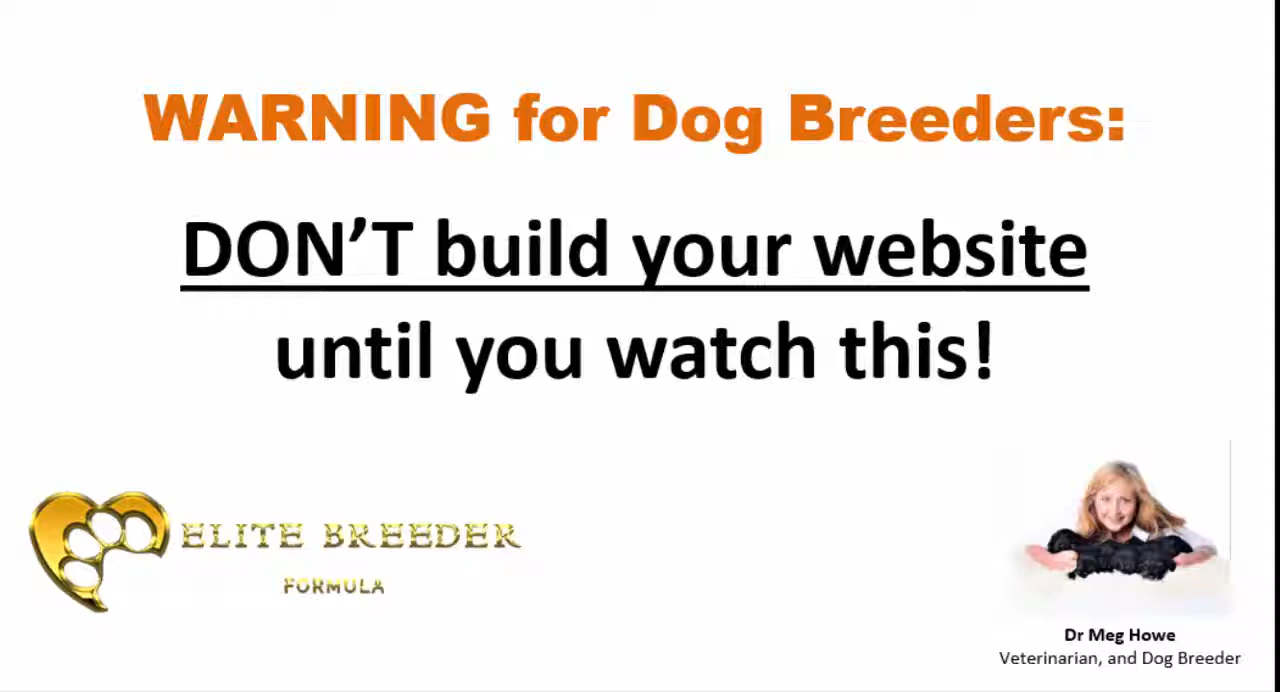 WARNING for Dog Breeders:
DON’T build your website
until you watch this!
ELITE BREEDER
FORMULA
Dr Meg Howe
Veterinarian, and Dog Breeder